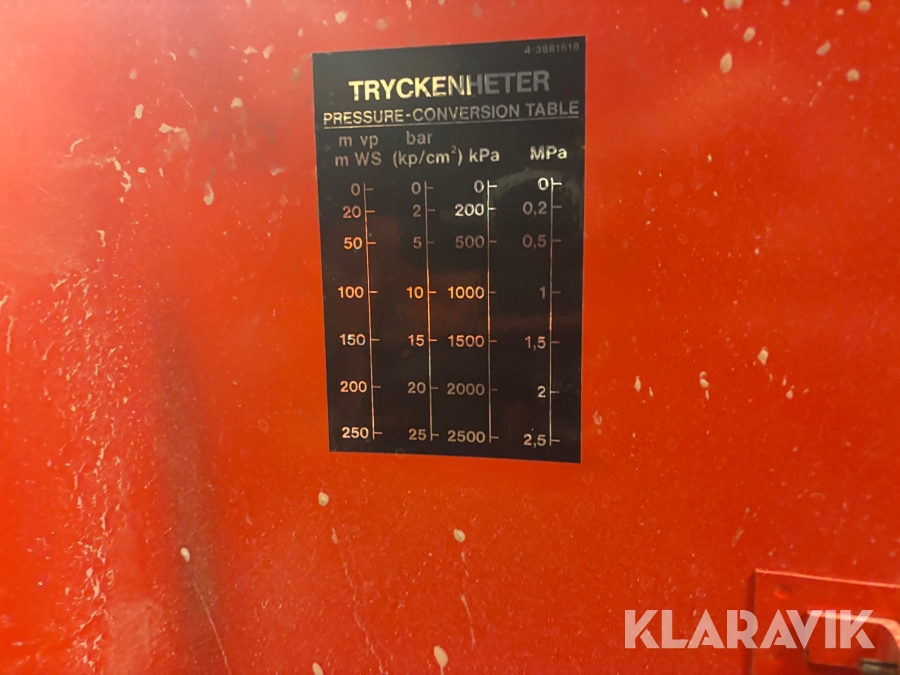 4-3981616
TRYCKENHETER
PRESSURE-CONVERSION TABLE
m vp bar
m WS (kp/cm²) kPa MPa
0 0 0 0
20 2 200 0,2
50 5 500 0,5
100 10 1000 1
150 15 1500 1,5
200 20 2000 2
250 25 2500 2,5
KLARAVIK